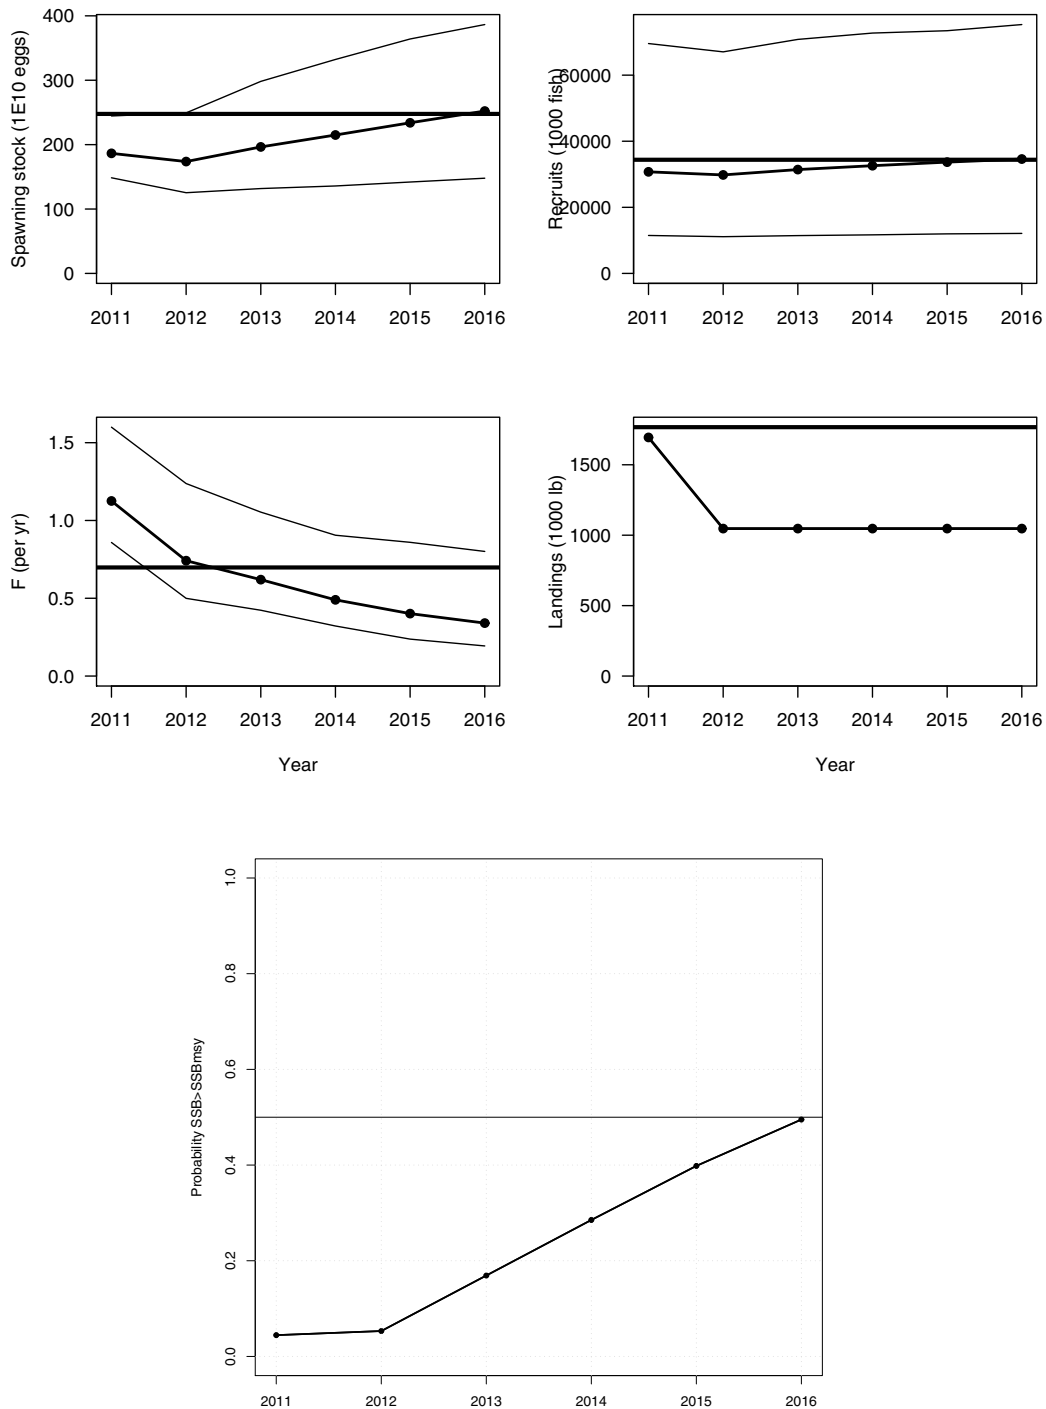 Spawning stock (1E10 eggs)
400
300
200
100
0
2011 2012 2013 2014 2015 2016
Recruits (1000 fish)
60000
40000
20000
0
2011 2012 2013 2014 2015 2016
F (per yr)
1.5
1.0
0.5
0.0
2011 2012 2013 2014 2015 2016
Year
Landings (1000 lb)
1500
1000
500
0
2011 2012 2013 2014 2015 2016
Year
Probability SSB>SSBmsy
1.0
0.8
0.6
0.4
0.2
0.0
2011 2012 2013 2014 2015 2016